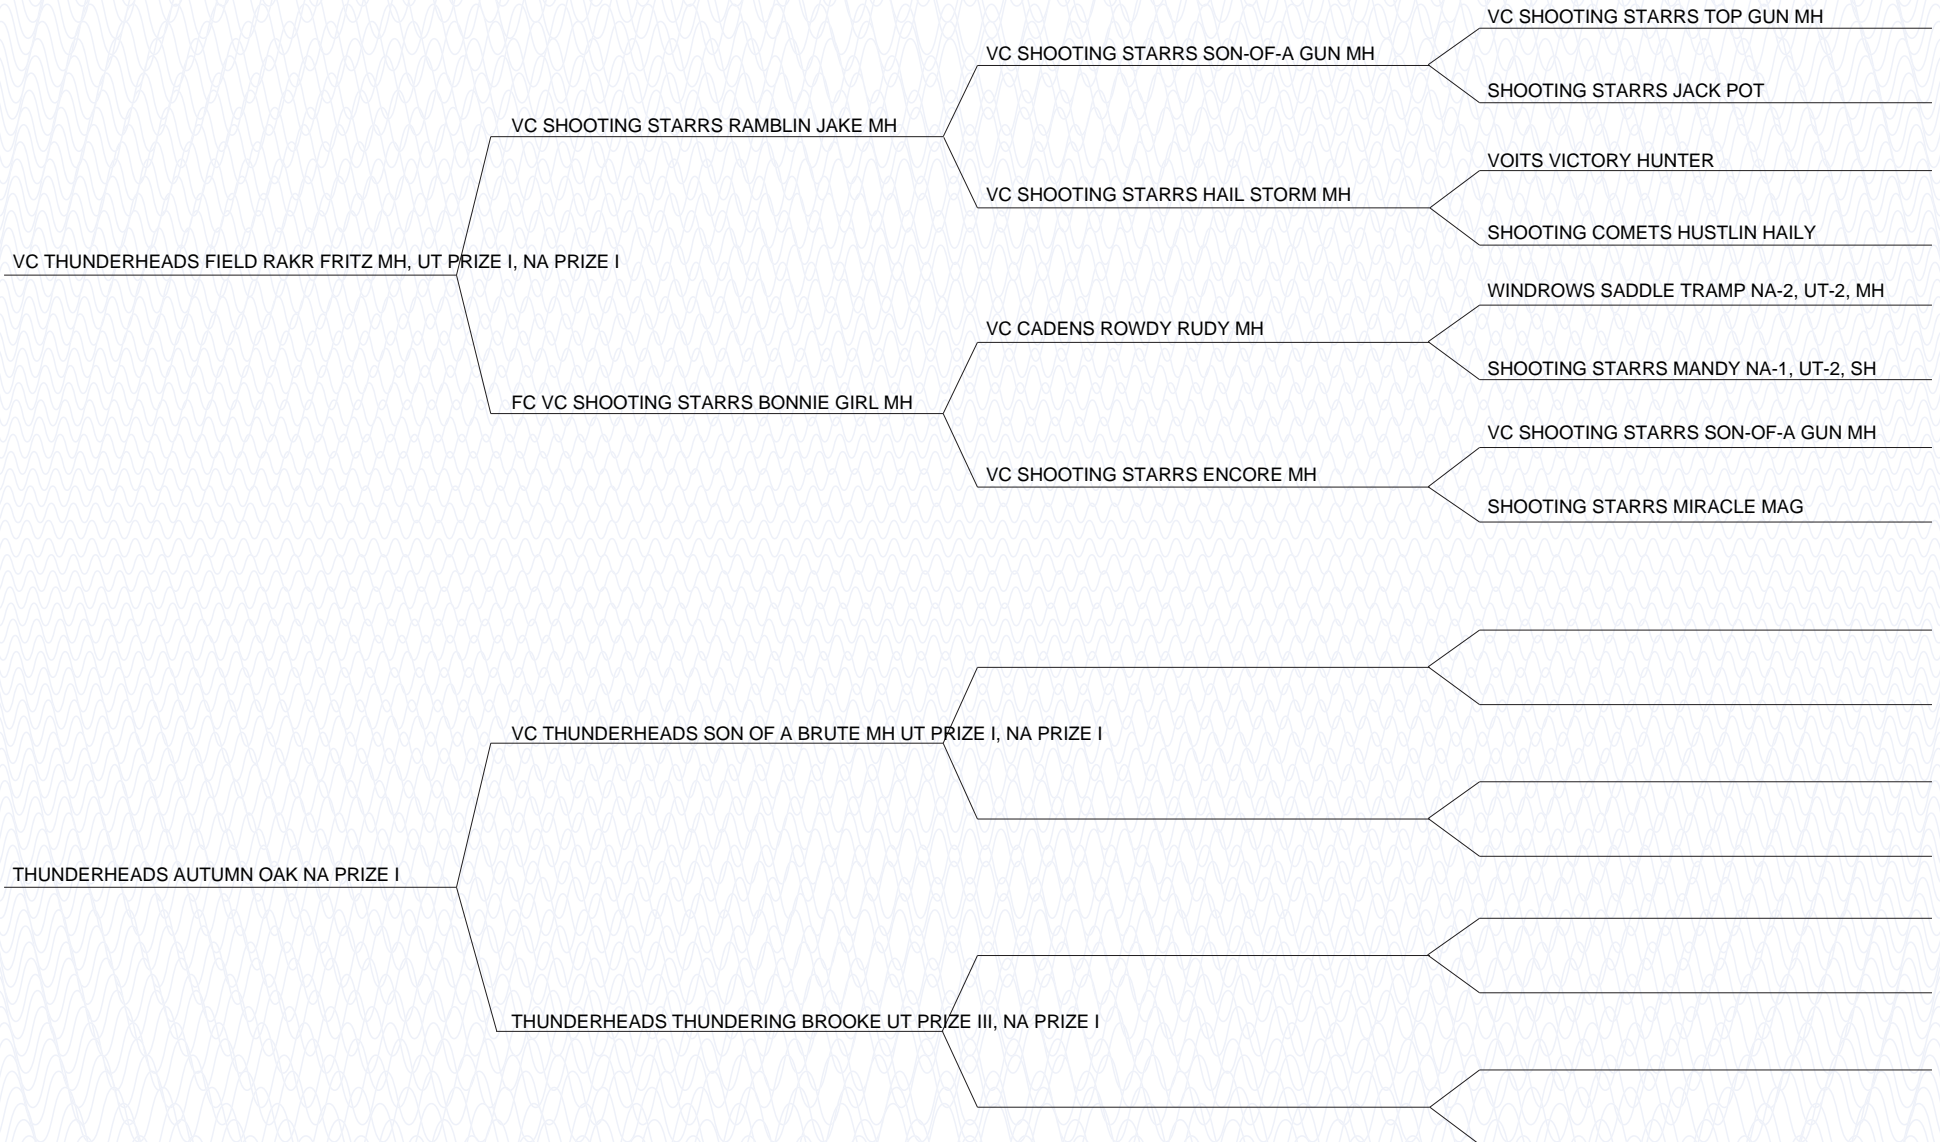 VC SHOOTING STARRS TOP GUN MH
VC SHOOTING STARRS SON-OF-A GUN MH
SHOOTING STARRS JACK POT
VC SHOOTING STARRS RAMBLIN JAKE MH
VOITS VICTORY HUNTER
VC SHOOTING STARRS HAIL STORM MH
SHOOTING COMETS HUSTLIN HAILY
VC THUNDERHEADS FIELD RAKR FRITZ MH, UT PRIZE I, NA PRIZE I
WINDROWS SADDLE TRAMP NA-2, UT-2, MH
VC CADENS ROWDY RUDY MH
SHOOTING STARRS MANDY NA-1, UT-2, SH
FC VC SHOOTING STARRS BONNIE GIRL MH
VC SHOOTING STARRS SON-OF-A GUN MH
VC SHOOTING STARRS ENCORE MH
SHOOTING STARRS MIRACLE MAG
VC THUNDERHEADS SON OF A BRUTE MH UT PRIZE I, NA PRIZE I
THUNDERHEADS AUTUMN OAK NA PRIZE I
THUNDERHEADS THUNDERING BROOKE UT PRIZE III, NA PRIZE I